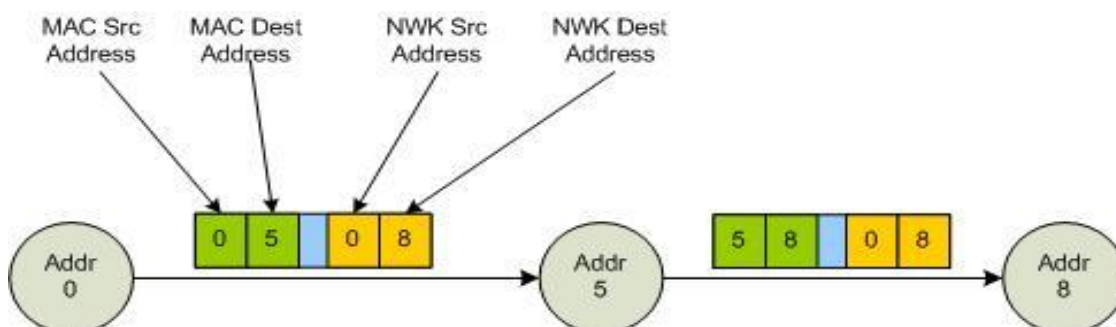 MAC Src Address
MAC Dest Address
NWK Src Address
NWK Dest Address
0 5 0 8
5 8 0 8
Addr 0
Addr 5
Addr 8